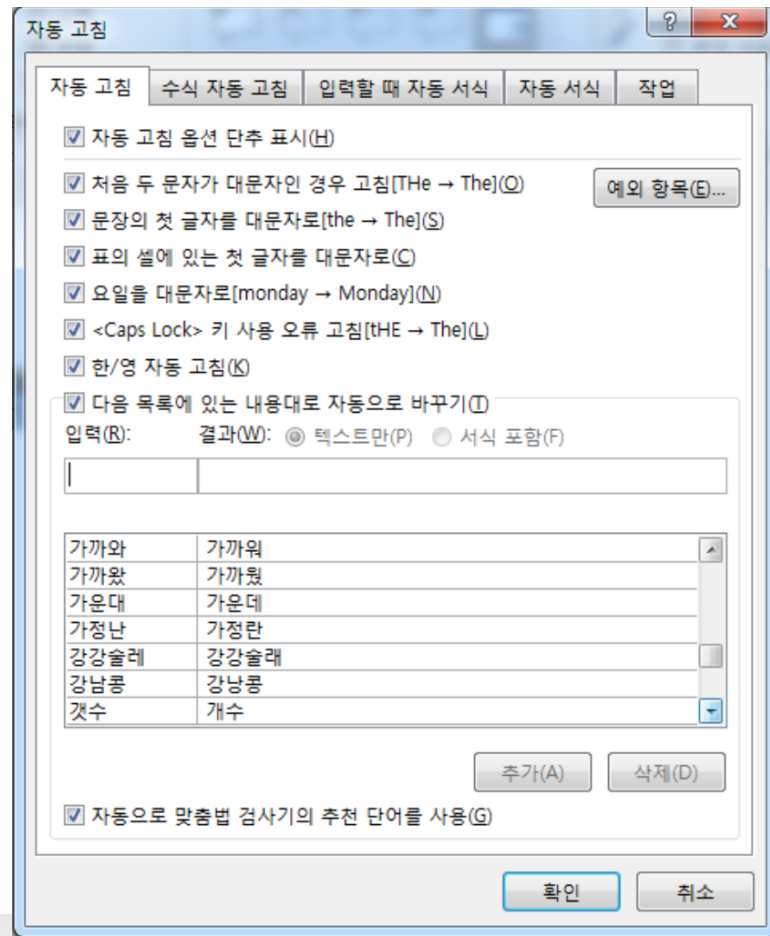 자동 고침
자동 고침 수식 자동 고침 입력할 때 자동 서식 자동 서식 작업
자동 고침 옵션 단추 표시(H)
처음 두 문자가 대문자인 경우 고침[THe → The](O) 예외 항목(E)...
문장의 첫 글자를 대문자로[the → The](S)
표의 셀에 있는 첫 글자를 대문자로(C)
요일을 대문자로[monday → Monday](N)
<Caps Lock> 키 사용 오류 고침[tHE → The](L)
한/영 자동 고침(K)
다음 목록에 있는 내용대로 자동으로 바꾸기(T)
입력(R): 결과(W): 텍스트만(P) 서식 포함(F)
가까와 가까워
가까왔 가까웠
가운대 가운데
가정난 가정란
강강술레 강강술래
강남콩 강낭콩
갯수 개수
추가(A) 삭제(D)
자동으로 맞춤법 검사기의 추천 단어를 사용(G)
확인 취소